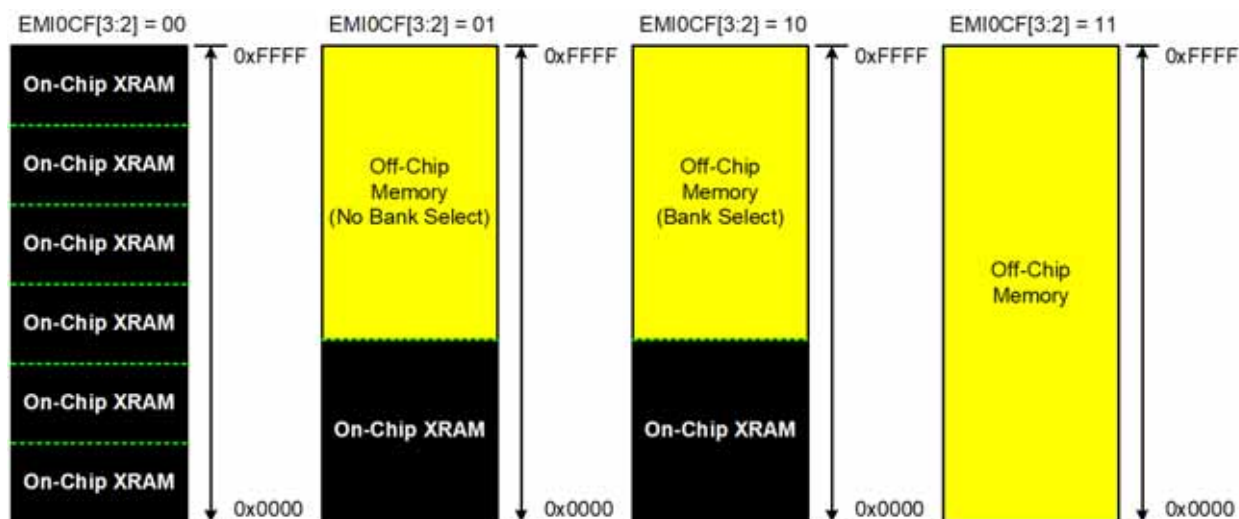 EMI0CF[3:2] = 00
EMI0CF[3:2] = 01
EMI0CF[3:2] = 10
EMI0CF[3:2] = 11
On-Chip XRAM
On-Chip XRAM
On-Chip XRAM
On-Chip XRAM
On-Chip XRAM
On-Chip XRAM
0xFFFF
0x0000
Off-Chip
Memory
(No Bank Select)
On-Chip XRAM
0xFFFF
0x0000
Off-Chip
Memory
(Bank Select)
On-Chip XRAM
0xFFFF
0x0000
Off-Chip
Memory
0xFFFF
0x0000